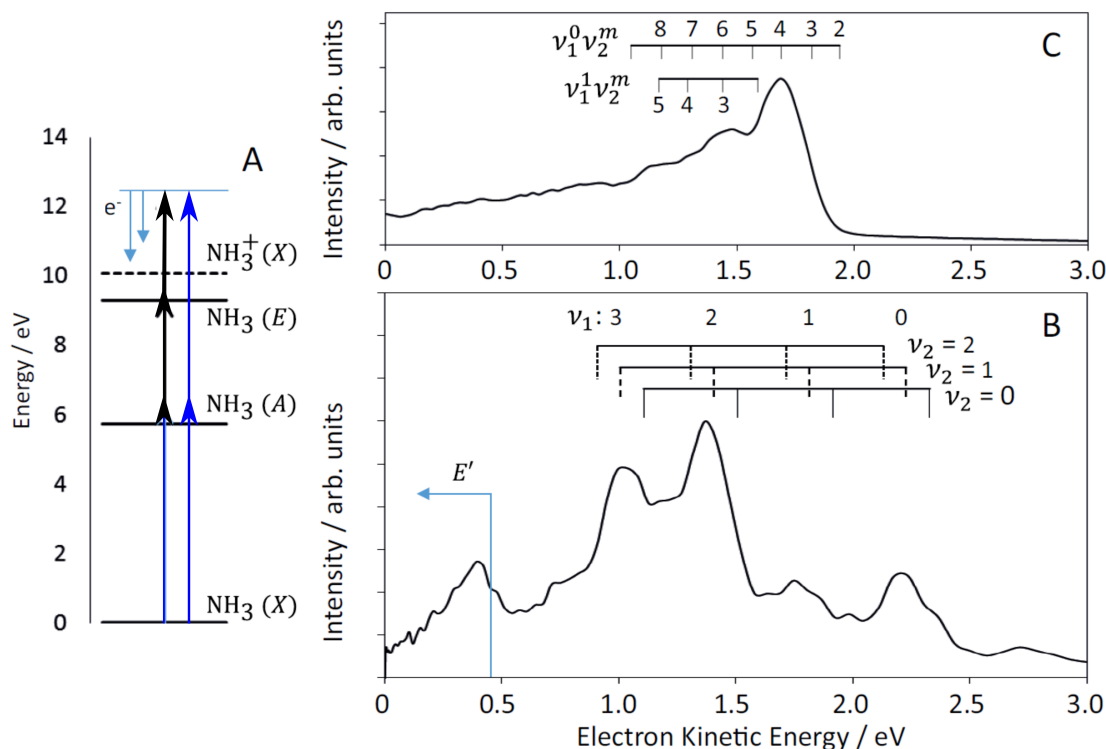 A
Energy / eV
14
12
10
8
6
4
2
0
e⁻
NH₃⁺(X)
NH₃(E)
NH₃(A)
NH₃(X)
C
Intensity / arb. units
ν₁⁰ν₂ᵐ
8 7 6 5 4 3 2
ν₁¹ν₂ᵐ
5 4 3
0 0.5 1.0 1.5 2.0 2.5 3.0
B
Intensity / arb. units
ν₁: 3 2 1 0
ν₂ = 2
ν₂ = 1
ν₂ = 0
E′
0 0.5 1.0 1.5 2.0 2.5 3.0
Electron Kinetic Energy / eV